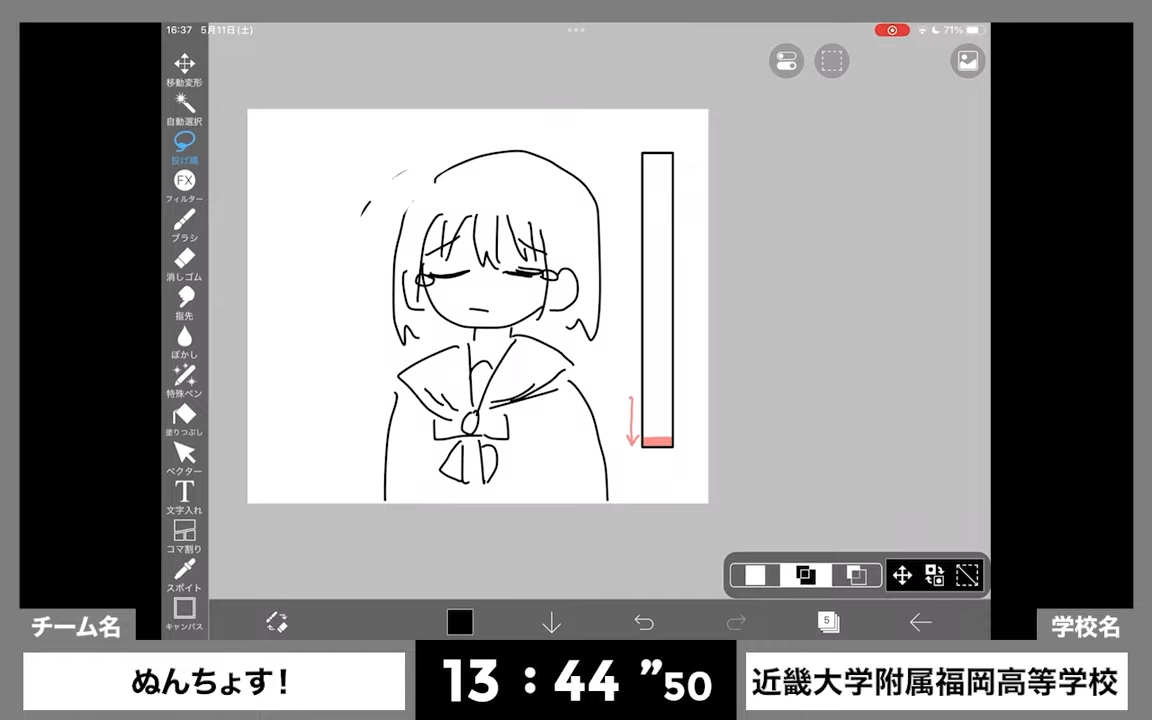 16:37 5月11日(土)
71%
移動変形
自動選択
投げ縄
FX
フィルター
ブラシ
消しゴム
指先
ぼかし
特殊ペン
塗りつぶし
ベクター
T
文字入れ
コマ割り
スポイト
キャンバス
5
チーム名
学校名
ぬんちょす!
13:44"50
近畿大学附属福岡高等学校